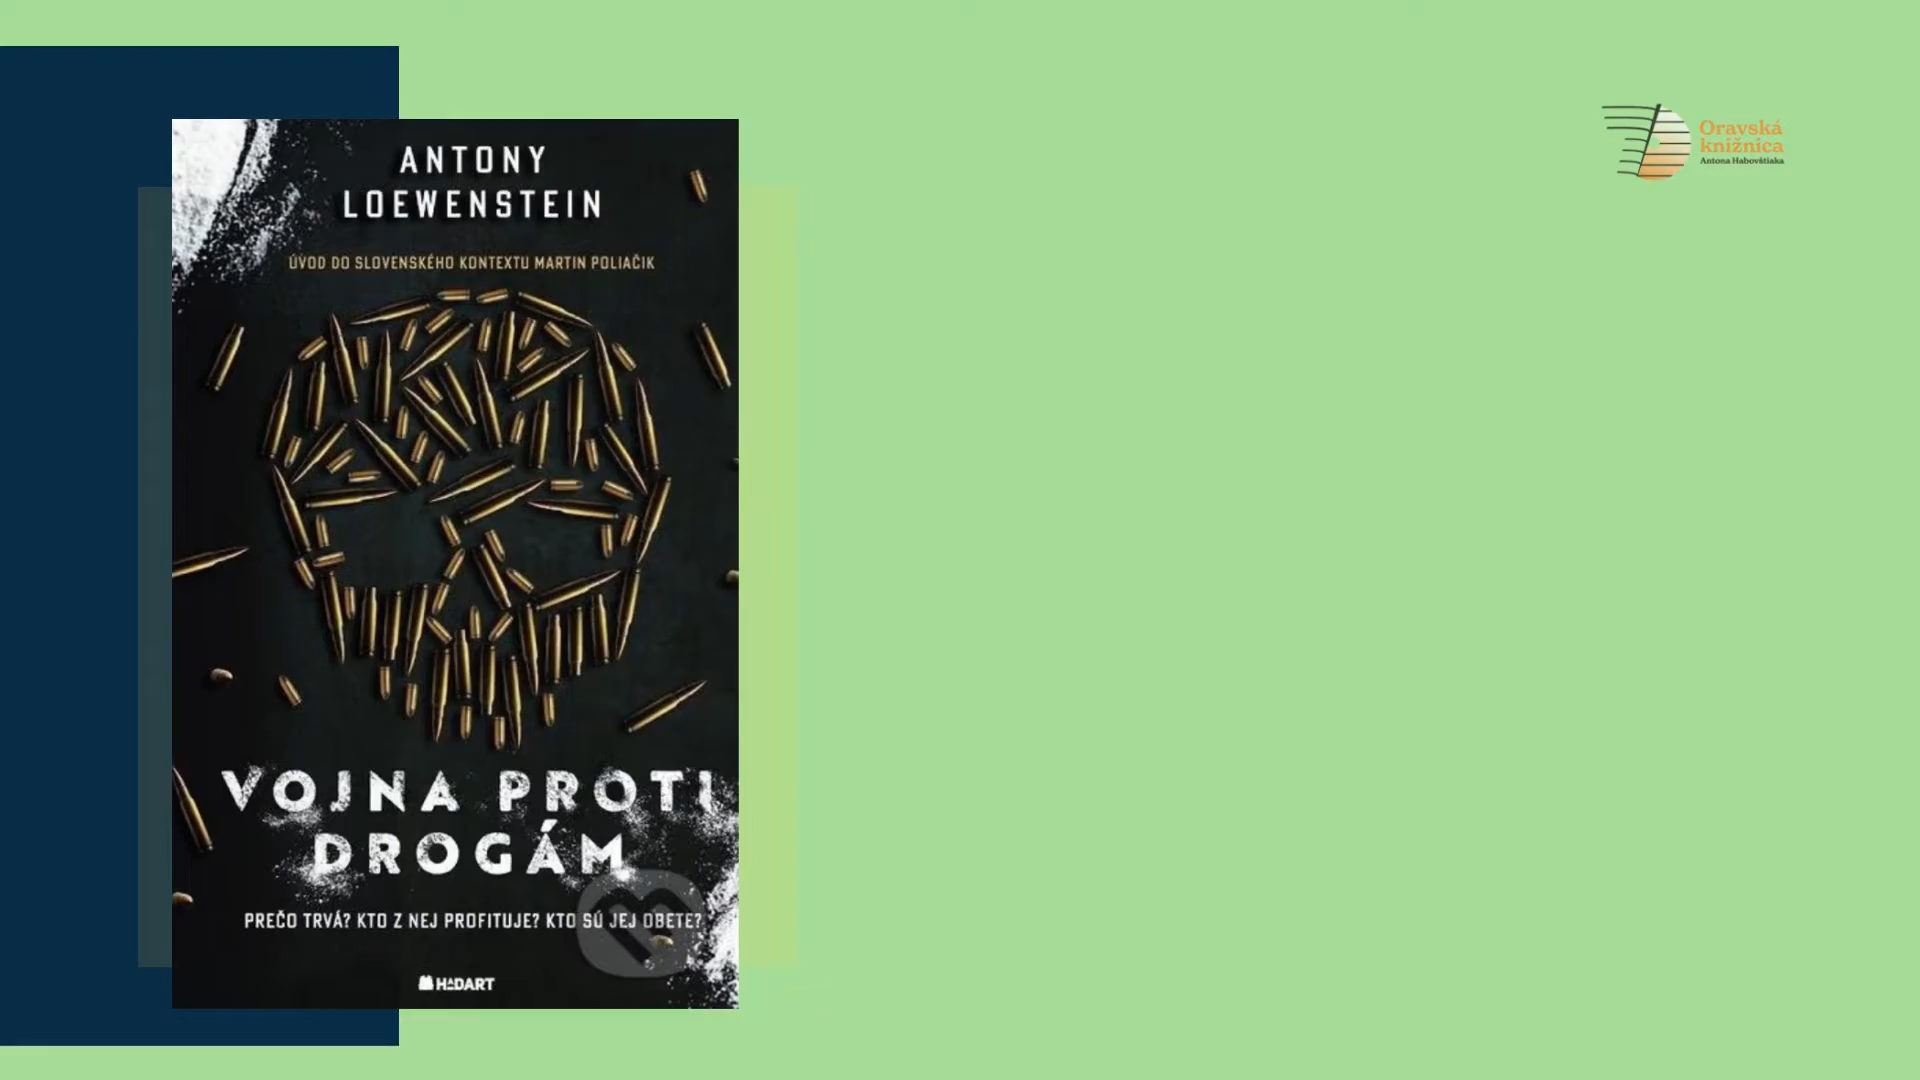 ANTONY
LOEWENSTEIN
ÚVOD DO SLOVENSKÉHO KONTEXTU MARTIN POLIAČIK
VOJNA PROTI
DROGÁM
PREČO TRVÁ? KTO Z NEJ PROFITUJE? KTO SÚ JEJ OBETE?
HADART
Oravská
knižnica
Antona Habovštiaka